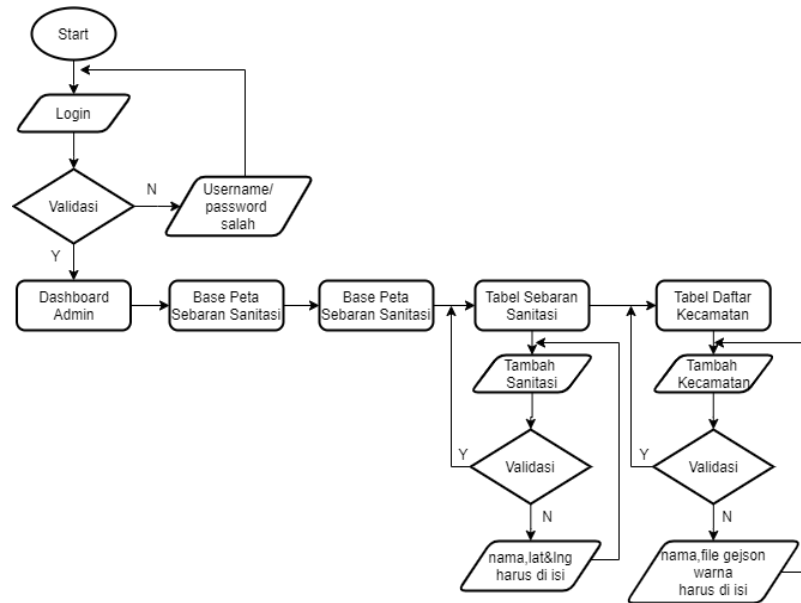 Start
Login
Validasi
N
Username/
password
salah
Y
Dashboard
Admin
Base Peta
Sebaran Sanitasi
Base Peta
Sebaran Sanitasi
Tabel Sebaran
Sanitasi
Tabel Daftar
Kecamatan
Tambah
Sanitasi
Tambah
Kecamatan
Y
Validasi
Y
Validasi
N
N
nama,lat&lng
harus di isi
nama,file gejson
warna
harus di isi